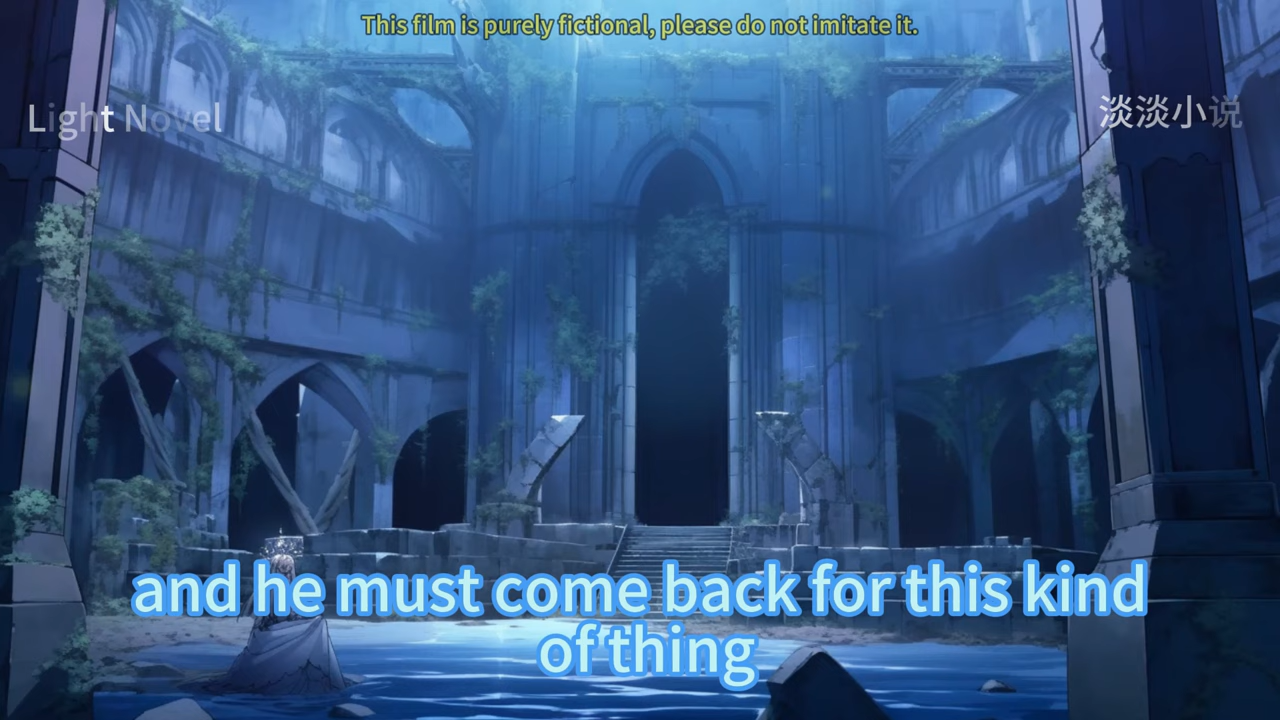 This film is purely fictional, please do not imitate it.
Light Novel
淡淡小说
and he must come back for this kind
of thing